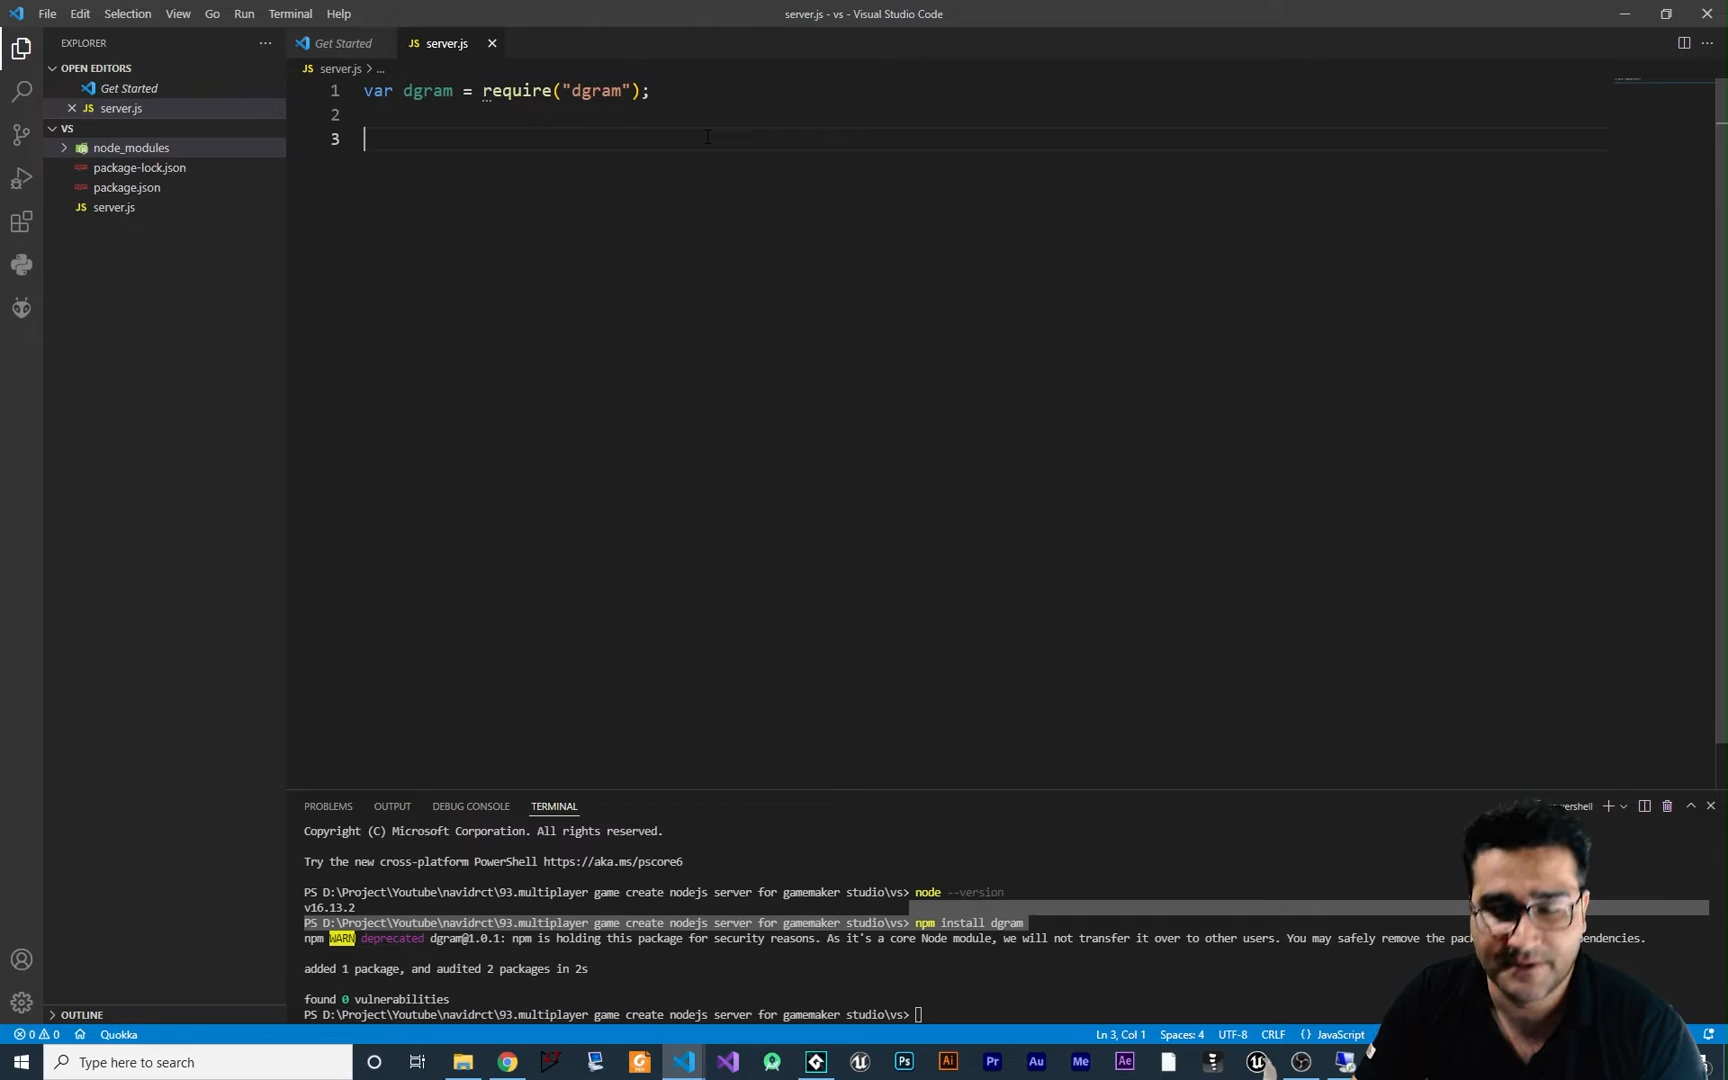 File Edit Selection View Go Run Terminal Help
server.js - vs - Visual Studio Code
EXPLORER
Get Started
JS server.js
OPEN EDITORS
JS server.js > ...
Get Started
JS server.js
VS
node_modules
package-lock.json
package.json
JS server.js
1 var dgram = require("dgram");
2
3
PROBLEMS OUTPUT DEBUG CONSOLE TERMINAL
Copyright (C) Microsoft Corporation. All rights reserved.
Try the new cross-platform PowerShell https://aka.ms/pscore6
PS D:\Project\Youtube\navidrct\93.multiplayer game create nodejs server for gamemaker studio\vs> node --version
v16.13.2
PS D:\Project\Youtube\navidrct\93.multiplayer game create nodejs server for gamemaker studio\vs> npm install dgram
npm WARN deprecated dgram@1.0.1: npm is holding this package for security reasons. As it's a core Node module, we will not transfer it over to other users. You may safely remove the
added 1 package, and audited 2 packages in 2s
found 0 vulnerabilities
PS D:\Project\Youtube\navidrct\93.multiplayer game create nodejs server for gamemaker studio\vs>
OUTLINE
0 0 Quokka
Ln 3, Col 1 Spaces: 4 UTF-8 CRLF {} JavaScript
Type here to search
Ps Ai Pr Au Me Ae